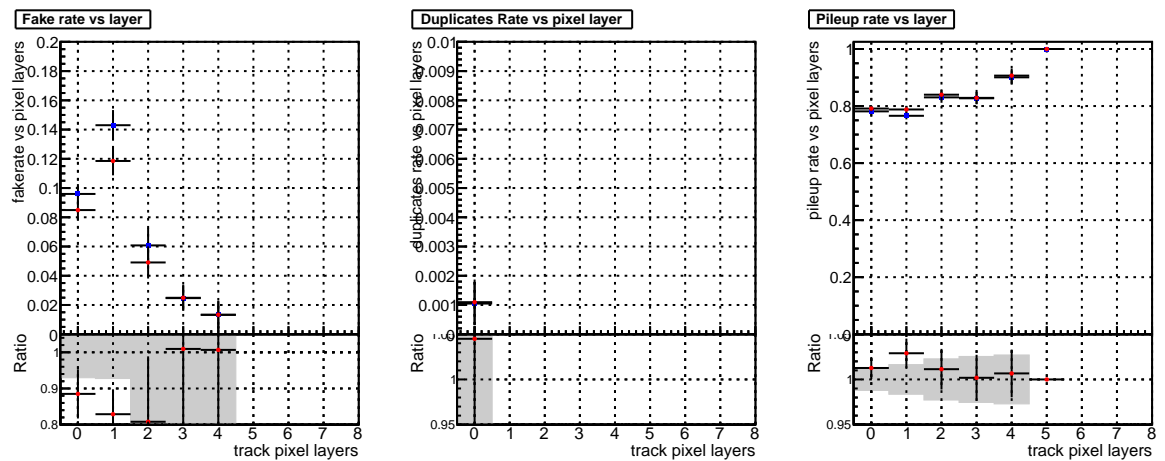 Fake rate vs layer
fakerate vs pixel layers
0.2
0.18
0.16
0.14
0.12
0.1
0.08
0.06
0.04
0.02
0
Ratio
1
0.9
0.8
0 1 2 3 4 5 6 7 8
track pixel layers
Duplicates Rate vs pixel layer
duplicates rate vs pixel layers
0.01
0.009
0.008
0.007
0.006
0.005
0.004
0.003
0.002
0.001
0
Ratio
1
0.95
0 1 2 3 4 5 6 7 8
track pixel layers
Pileup rate vs layer
pileup rate vs pixel layers
1
0.8
0.6
0.4
0.2
0
Ratio
1
0.95
0 1 2 3 4 5 6 7 8
track pixel layers